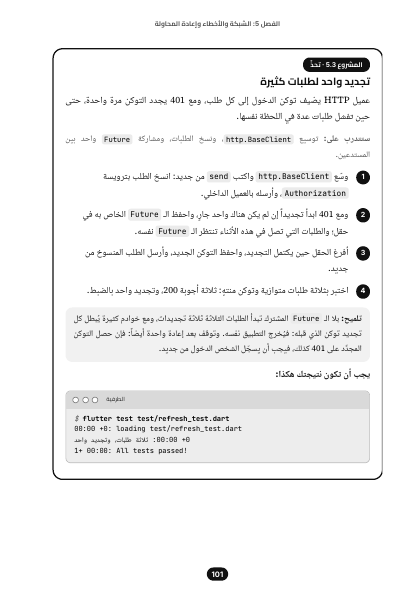 الفصل 5: الشبكة والأخطاء وإعادة المحاولة
المشروع 5.3 · تحدٍّ
تجديد واحد لطلبات كثيرة
عميل HTTP يضيف توكن الدخول إلى كل طلب، ومع 401 يجدد التوكن مرة واحدة، حتى
حين تفشل طلبات عدة في اللحظة نفسها.
ستتدرب على: توسيع http.BaseClient، ونسخ الطلبات، ومشاركة Future واحد بين
المستدعين.
1 وسّع http.BaseClient واكتب send من جديد: انسخ الطلب بترويسة
Authorization، وأرسله بالعميل الداخلي.
2 ومع 401 ابدأ تجديداً إن لم يكن هناك واحد جارٍ، واحفظ الـ Future الخاص به في
حقل؛ والطلبات التي تصل في هذه الأثناء تنتظر الـ Future نفسه.
3 أفرغ الحقل حين يكتمل التجديد، واحفظ التوكن الجديد، وأرسل الطلب المنسوخ من
جديد.
4 اختبر بثلاثة طلبات متوازية وتوكن منتهٍ: ثلاثة أجوبة 200، وتجديد واحد بالضبط.
تلميح: بلا الـ Future المشترك تبدأ الطلبات الثلاثة ثلاثة تجديدات، ومع خوادم كثيرة يُبطل كل
تجديد توكن الذي قبله: فيُخرج التطبيق نفسه. وتوقف بعد إعادة واحدة أيضاً: فإن حصل التوكن
المجدَّد على 401 كذلك، فيجب أن يسجّل الشخص الدخول من جديد.
يجب أن تكون نتيجتك هكذا:
الطرفية
$ flutter test test/refresh_test.dart
00:00 +0: loading test/refresh_test.dart
00:00 +0: ثلاثة طلبات، وتجديد واحد
00:00 +1: All tests passed!
101